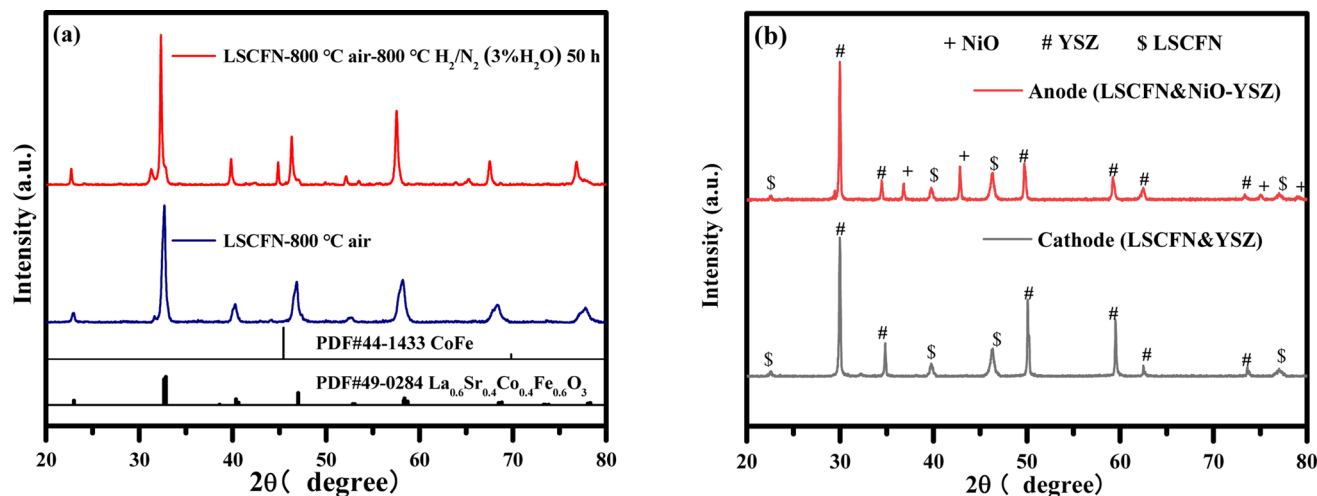 (a)
LSCFN-800 ℃ air-800 ℃ H₂/N₂ (3%H₂O) 50 h
LSCFN-800 ℃ air
PDF#44-1433 CoFe
PDF#49-0284 La₀.₆Sr₀.₄Co₀.₄Fe₀.₆O₃
Intensity (a.u.)
20 30 40 50 60 70 80
2θ( degree)
(b)
+ NiO # YSZ $ LSCFN
#
Anode (LSCFN&NiO-YSZ)
$ # + $ + $ # # # # + $ +
#
Cathode (LSCFN&YSZ)
$ # $ $ # # # # $
Intensity (a.u.)
20 30 40 50 60 70 80
2θ( degree)